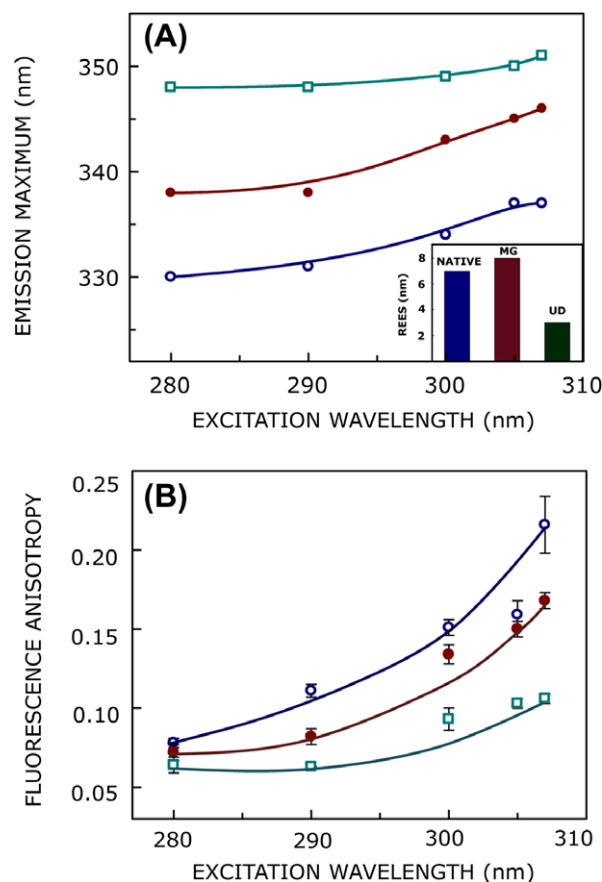 (A)
EMISSION MAXIMUM (nm)
350
340
330
REES (nm)
8
6
4
2
NATIVE
MG
UD
280
290
300
310
EXCITATION WAVELENGTH (nm)
(B)
FLUORESCENCE ANISOTROPY
0.25
0.20
0.15
0.10
0.05
280
290
300
310
EXCITATION WAVELENGTH (nm)